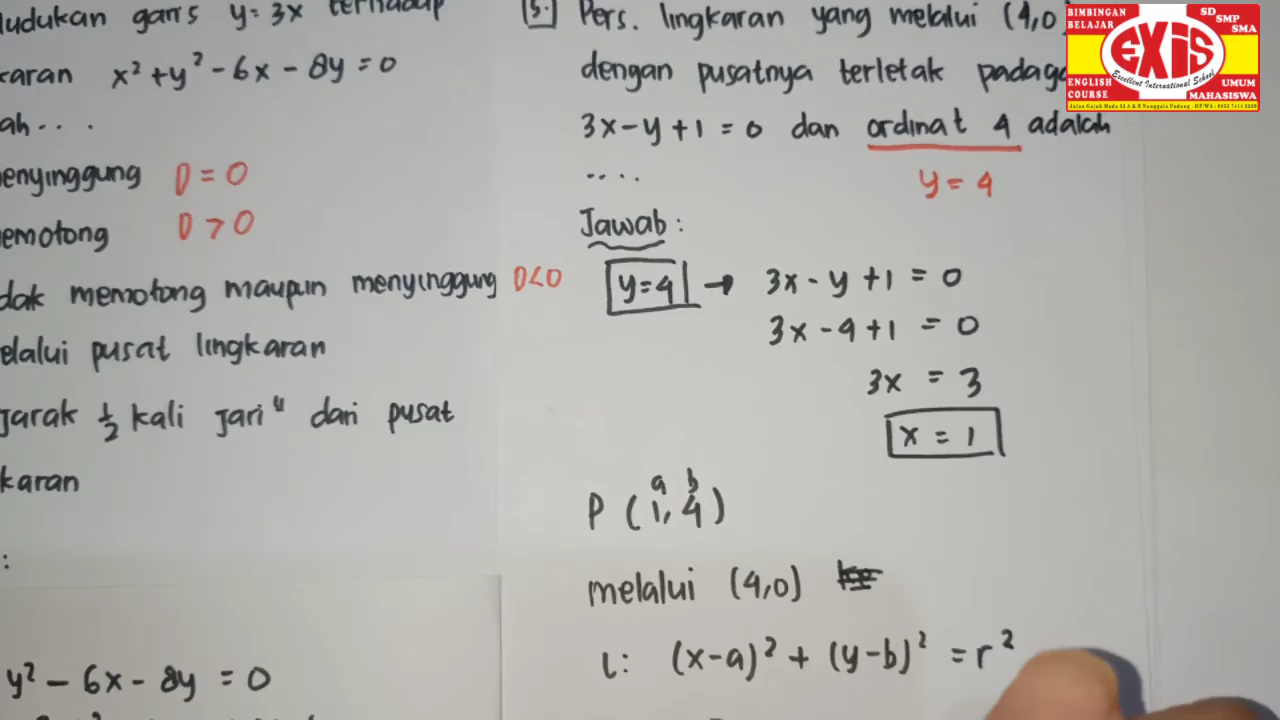 dudukan garis y = 3x terhadap
karan x² + y² - 6x - 8y = 0
ah . . . .
enyinggung D = 0
emotong D > 0
dak memotong maupun menyinggung D<0
elalui pusat lingkaran
jarak 1/2 kali jari" dari pusat
karan
:
y² - 6x - 8y = 0
5. Pers. lingkaran yang melalui (4,0)
dengan pusatnya terletak pada ga
3x - y + 1 = 0 dan ordinat 4 adalah
. . . .
y = 4
Jawab :
y = 4 → 3x - y + 1 = 0
3x - 4 + 1 = 0
3x = 3
x = 1
a b
P (1, 4)
melalui (4,0)
L: (x-a)² + (y-b)² = r²
BIMBINGAN BELAJAR
SD SMP SMA
EXIS
Excellent International School
ENGLISH COURSE
UMUM MAHASISWA